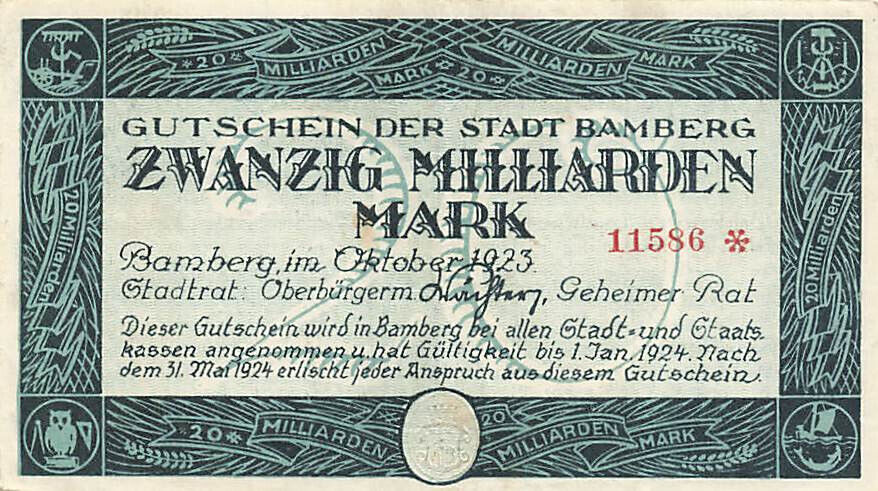 *20* MILLIARDEN MARK *20* MILLIARDEN MARK
GUTSCHEIN DER STADT BAMBERG
ZWANZIG MILLIARDEN
MARK
11586 *
Bamberg, im Oktober 1923.
Stadtrat: Oberbürgerm. Wächter, Geheimer Rat
Dieser Gutschein wird in Bamberg bei allen Stadt- und Staats-
kassen angenommen u. hat Gültigkeit bis 1. Jan. 1924. Nach
dem 31. Mai 1924 erlischt jeder Anspruch aus diesem Gutschein.
20 Milliarden
20 Milliarden
20* MILLIARDEN
20 MILLIARDEN MARK